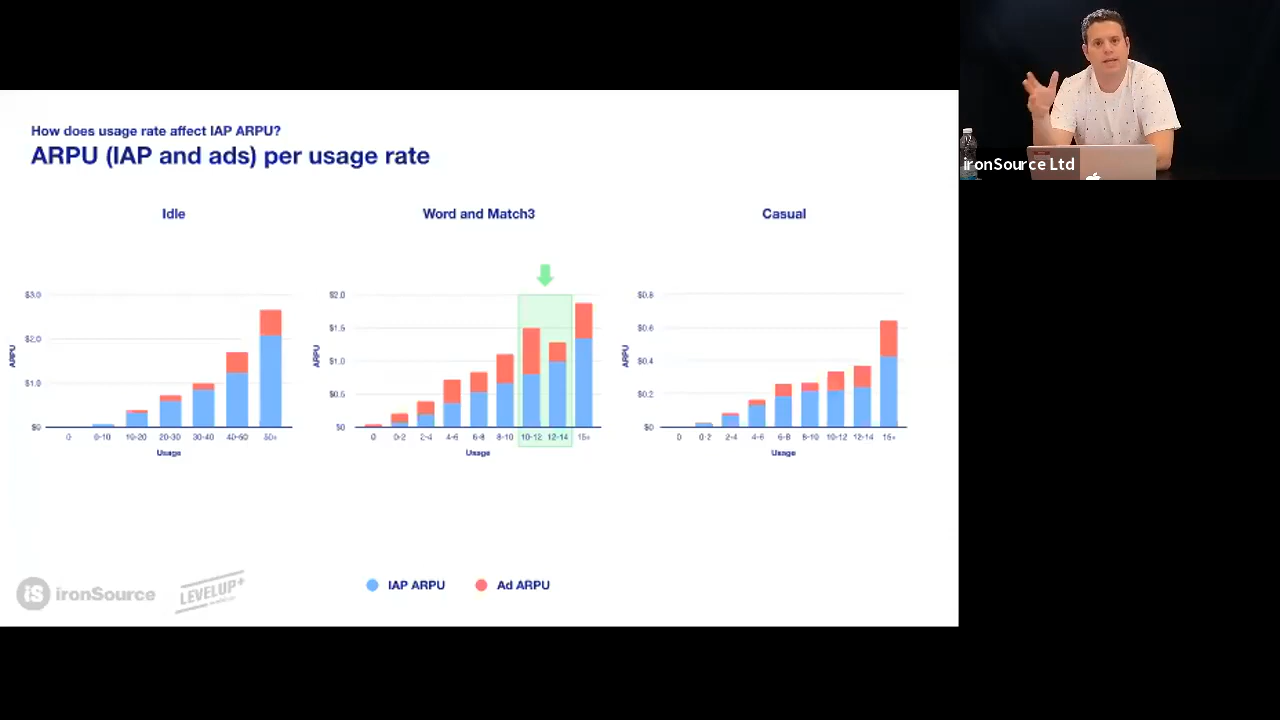 How does usage rate affect IAP ARPU?
ARPU (IAP and ads) per usage rate
Idle
Word and Match3
Casual
$3.0
$2.0
$1.0
$0
ARPU
0
0-10
10-20
20-30
30-40
40-50
50+
Usage
$2.0
$1.5
$1.0
$0.5
$0
ARPU
0
0-2
2-4
4-6
6-8
8-10
10-12
12-14
15+
Usage
$0.8
$0.6
$0.4
$0.2
$0
ARPU
0
0-2
2-4
4-6
6-8
8-10
10-12
12-14
15+
Usage
iS ironSource
LEVELUP+
IAP ARPU
Ad ARPU
ironSource Ltd